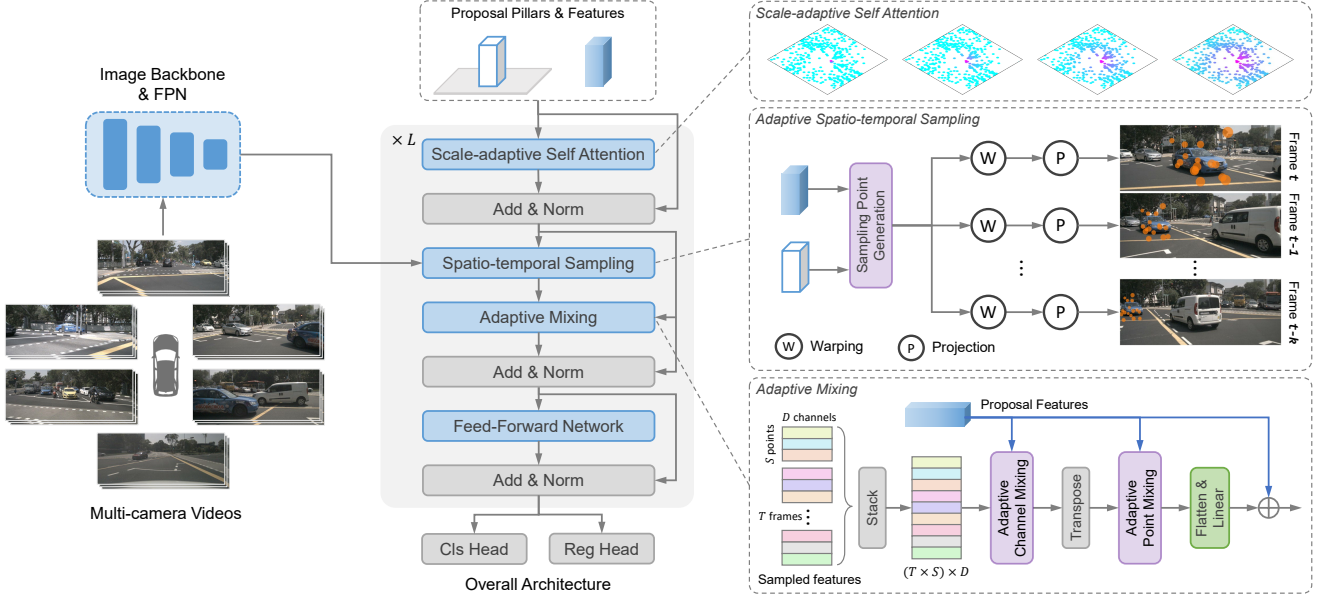 Image Backbone
& FPN
Multi-camera Videos
Proposal Pillars & Features
× L
Scale-adaptive Self Attention
Add & Norm
Spatio-temporal Sampling
Adaptive Mixing
Add & Norm
Feed-Forward Network
Add & Norm
Cls Head
Reg Head
Overall Architecture
Scale-adaptive Self Attention
Adaptive Spatio-temporal Sampling
Sampling Point
Generation
W
P
Frame t
W
P
Frame t-1
W
P
Frame t-k
W
Warping
P
Projection
Adaptive Mixing
D channels
S points
T frames
Sampled features
Stack
(T × S) × D
Proposal Features
Adaptive
Channel Mixing
Transpose
Adaptive
Point Mixing
Flatten &
Linear